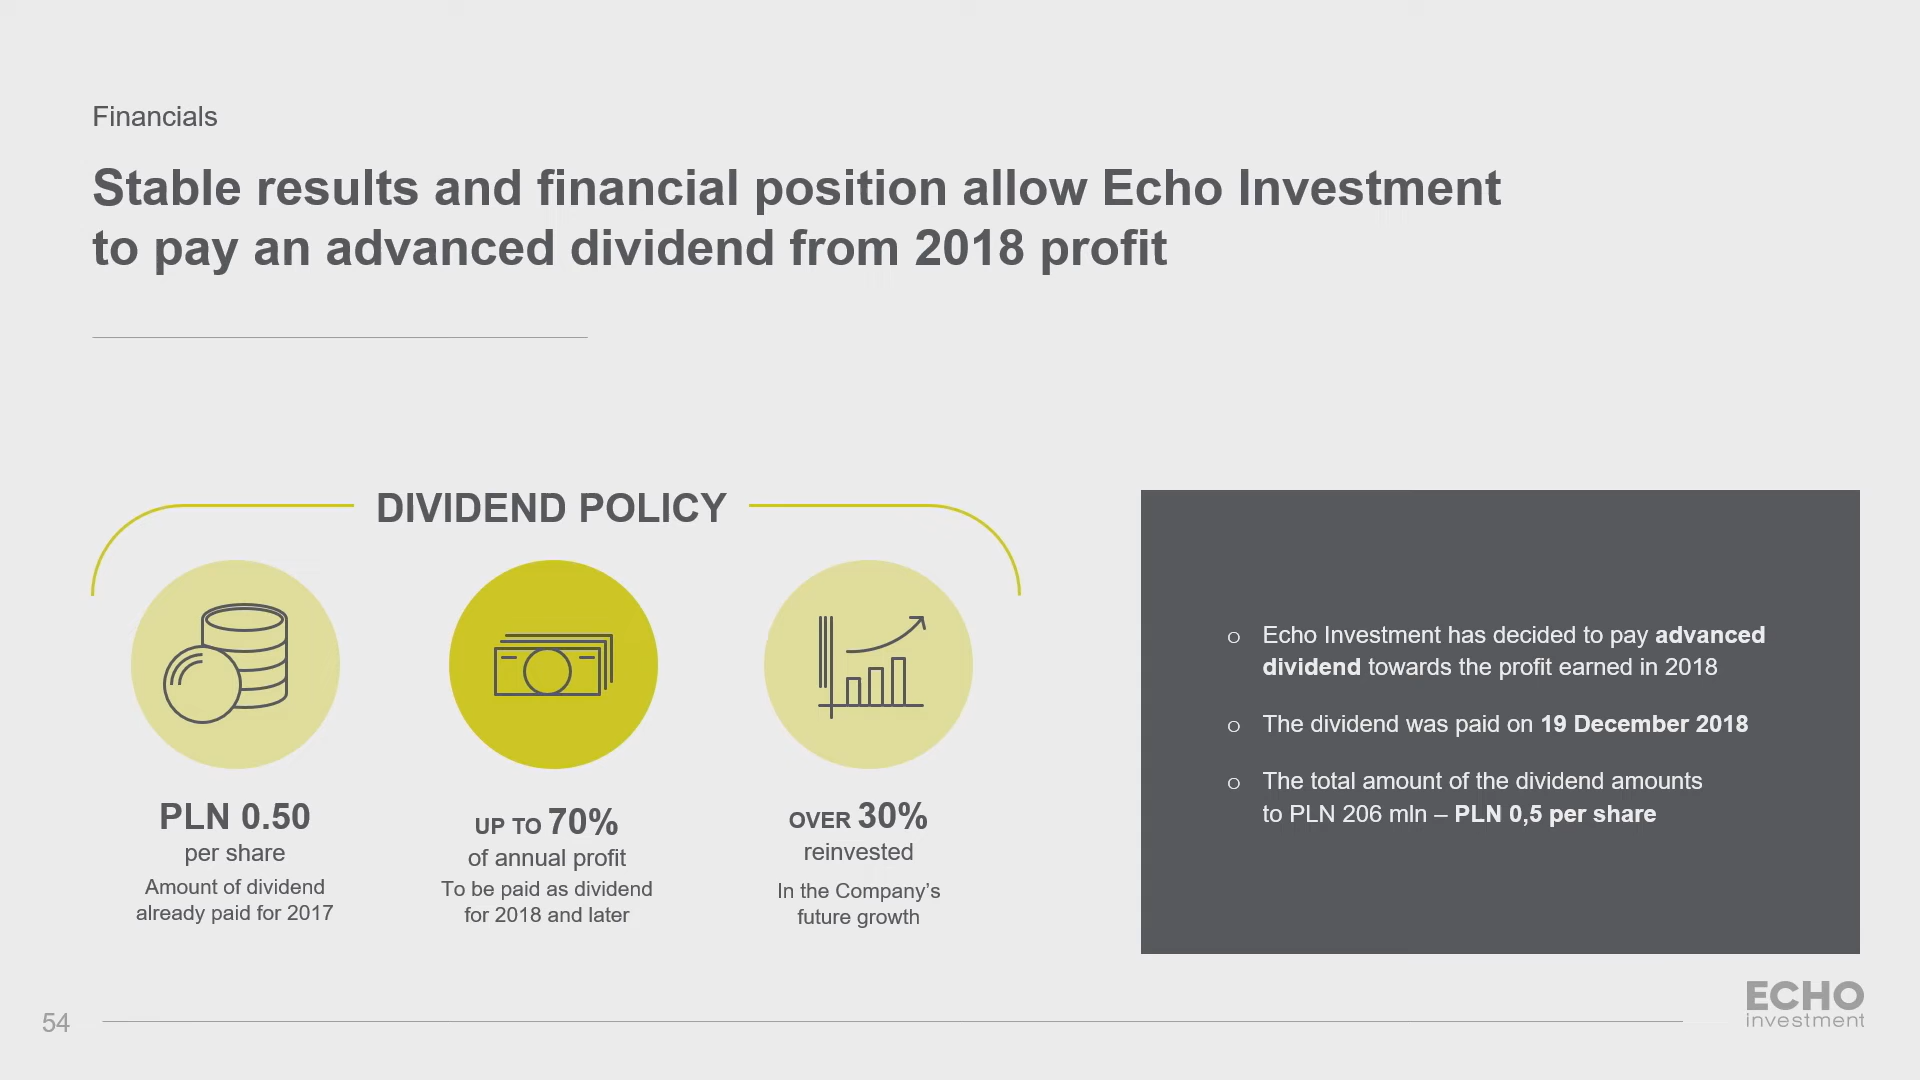 Financials
Stable results and financial position allow Echo Investment
to pay an advanced dividend from 2018 profit
DIVIDEND POLICY
PLN 0.50
per share
Amount of dividend
already paid for 2017
UP TO 70%
of annual profit
To be paid as dividend
for 2018 and later
OVER 30%
reinvested
In the Company’s
future growth
o Echo Investment has decided to pay advanced
dividend towards the profit earned in 2018
o The dividend was paid on 19 December 2018
o The total amount of the dividend amounts
to PLN 206 mln – PLN 0,5 per share
54
ECHO
investment